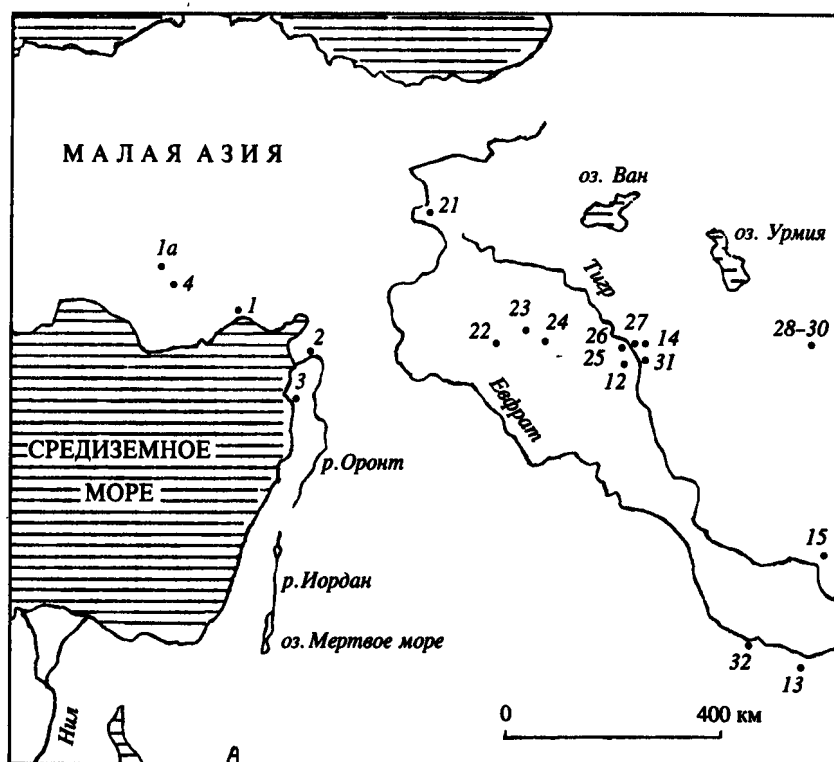 МАЛАЯ АЗИЯ
оз. Ван
21
оз. Урмия
1а
4
Тигр
1
23
27
14
28–30
22
24
26
2
25
31
12
3
Евфрат
СРЕДИЗЕМНОЕ
МОРЕ
р.Оронт
15
р.Иордан
оз. Мертвое море
32
13
Нил
0
400 км